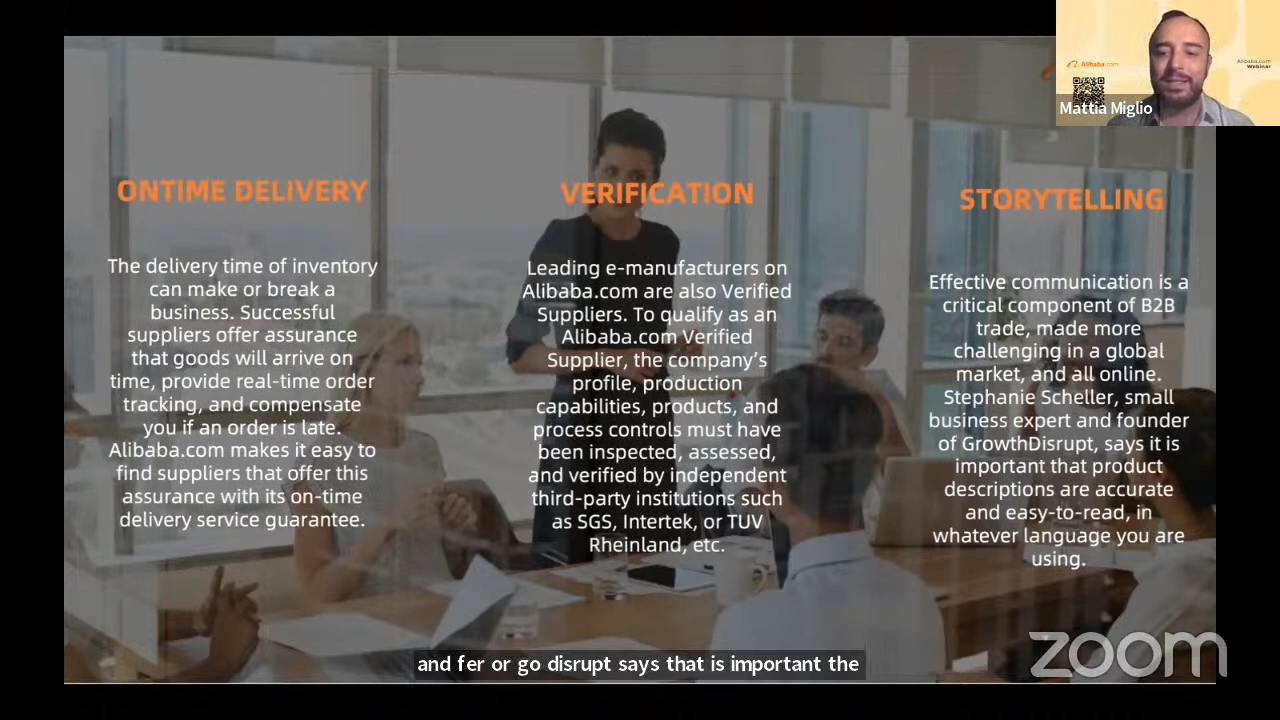 Alibaba.com
Alibaba.com
Webinar
Mattia Miglio
ONTIME DELIVERY
The delivery time of inventory
can make or break a
business. Successful
suppliers offer assurance
that goods will arrive on
time, provide real-time order
tracking, and compensate
you if an order is late.
Alibaba.com makes it easy to
find suppliers that offer this
assurance with its on-time
delivery service guarantee.
VERIFICATION
Leading e-manufacturers on
Alibaba.com are also Verified
Suppliers. To qualify as an
Alibaba.com Verified
Supplier, the company's
profile, production
capabilities, products, and
process controls must have
been inspected, assessed,
and verified by independent
third-party institutions such
as SGS, Intertek, or TUV
Rheinland, etc.
STORYTELLING
Effective communication is a
critical component of B2B
trade, made more
challenging in a global
market, and all online.
Stephanie Scheller, small
business expert and founder
of GrowthDisrupt, says it is
important that product
descriptions are accurate
and easy-to-read, in
whatever language you are
using.
and fer or go disrupt says that is important the
zoom